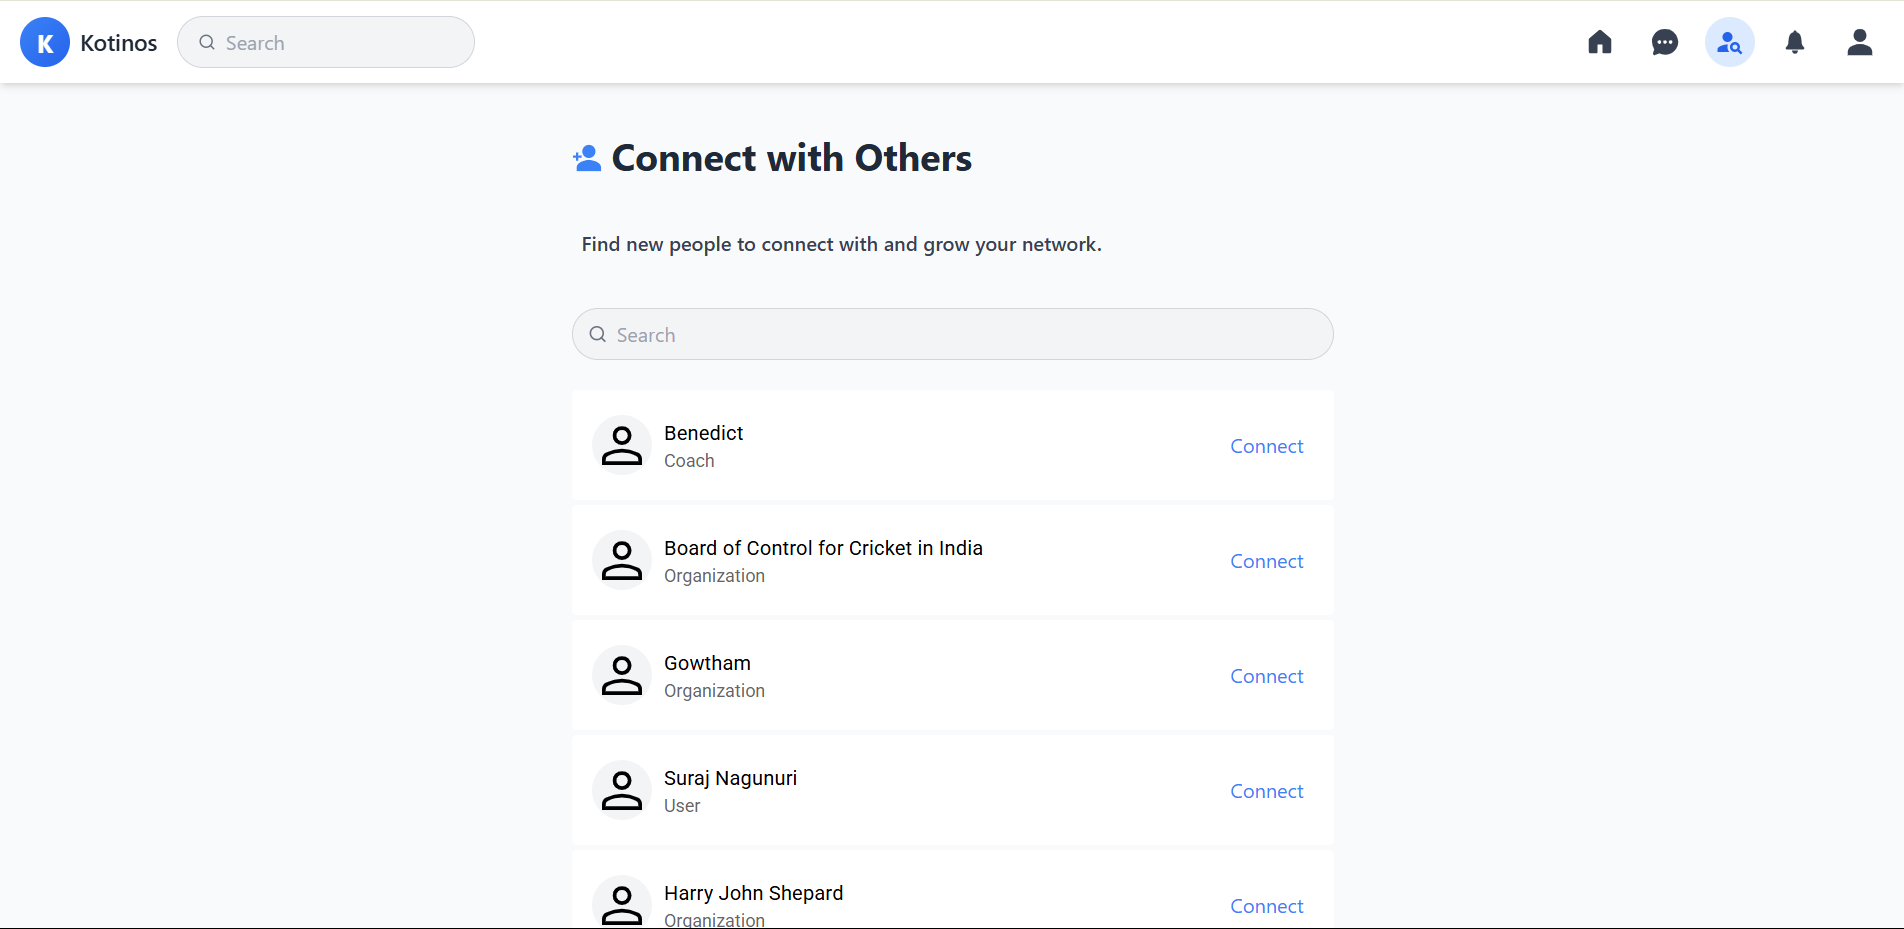 K Kotinos Search
Connect with Others
Find new people to connect with and grow your network.
Search
Benedict
Coach
Connect
Board of Control for Cricket in India
Organization
Connect
Gowtham
Organization
Connect
Suraj Nagunuri
User
Connect
Harry John Shepard
Organization
Connect